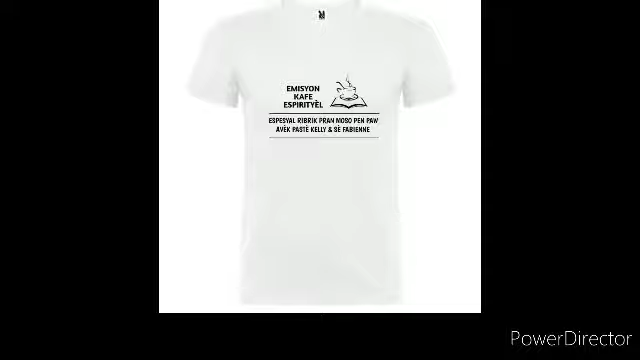 EMISYON
KAFE
ESPIRITYÈL
ESPESYAL RIBRIK PRAN MOSO PEN PAW
AVÈK PASTÈ KELLY & SÈ FABIENNE
PowerDirector